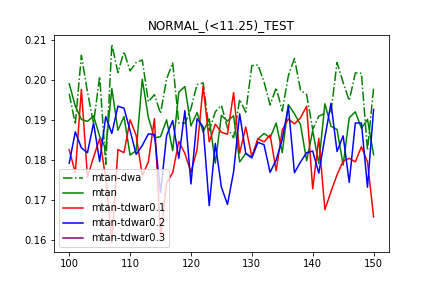 NORMAL_(<11.25)_TEST
0.21
0.20
0.19
0.18
0.17
0.16
mtan-dwa
mtan
mtan-tdwar0.1
mtan-tdwar0.2
mtan-tdwar0.3
100 110 120 130 140 150